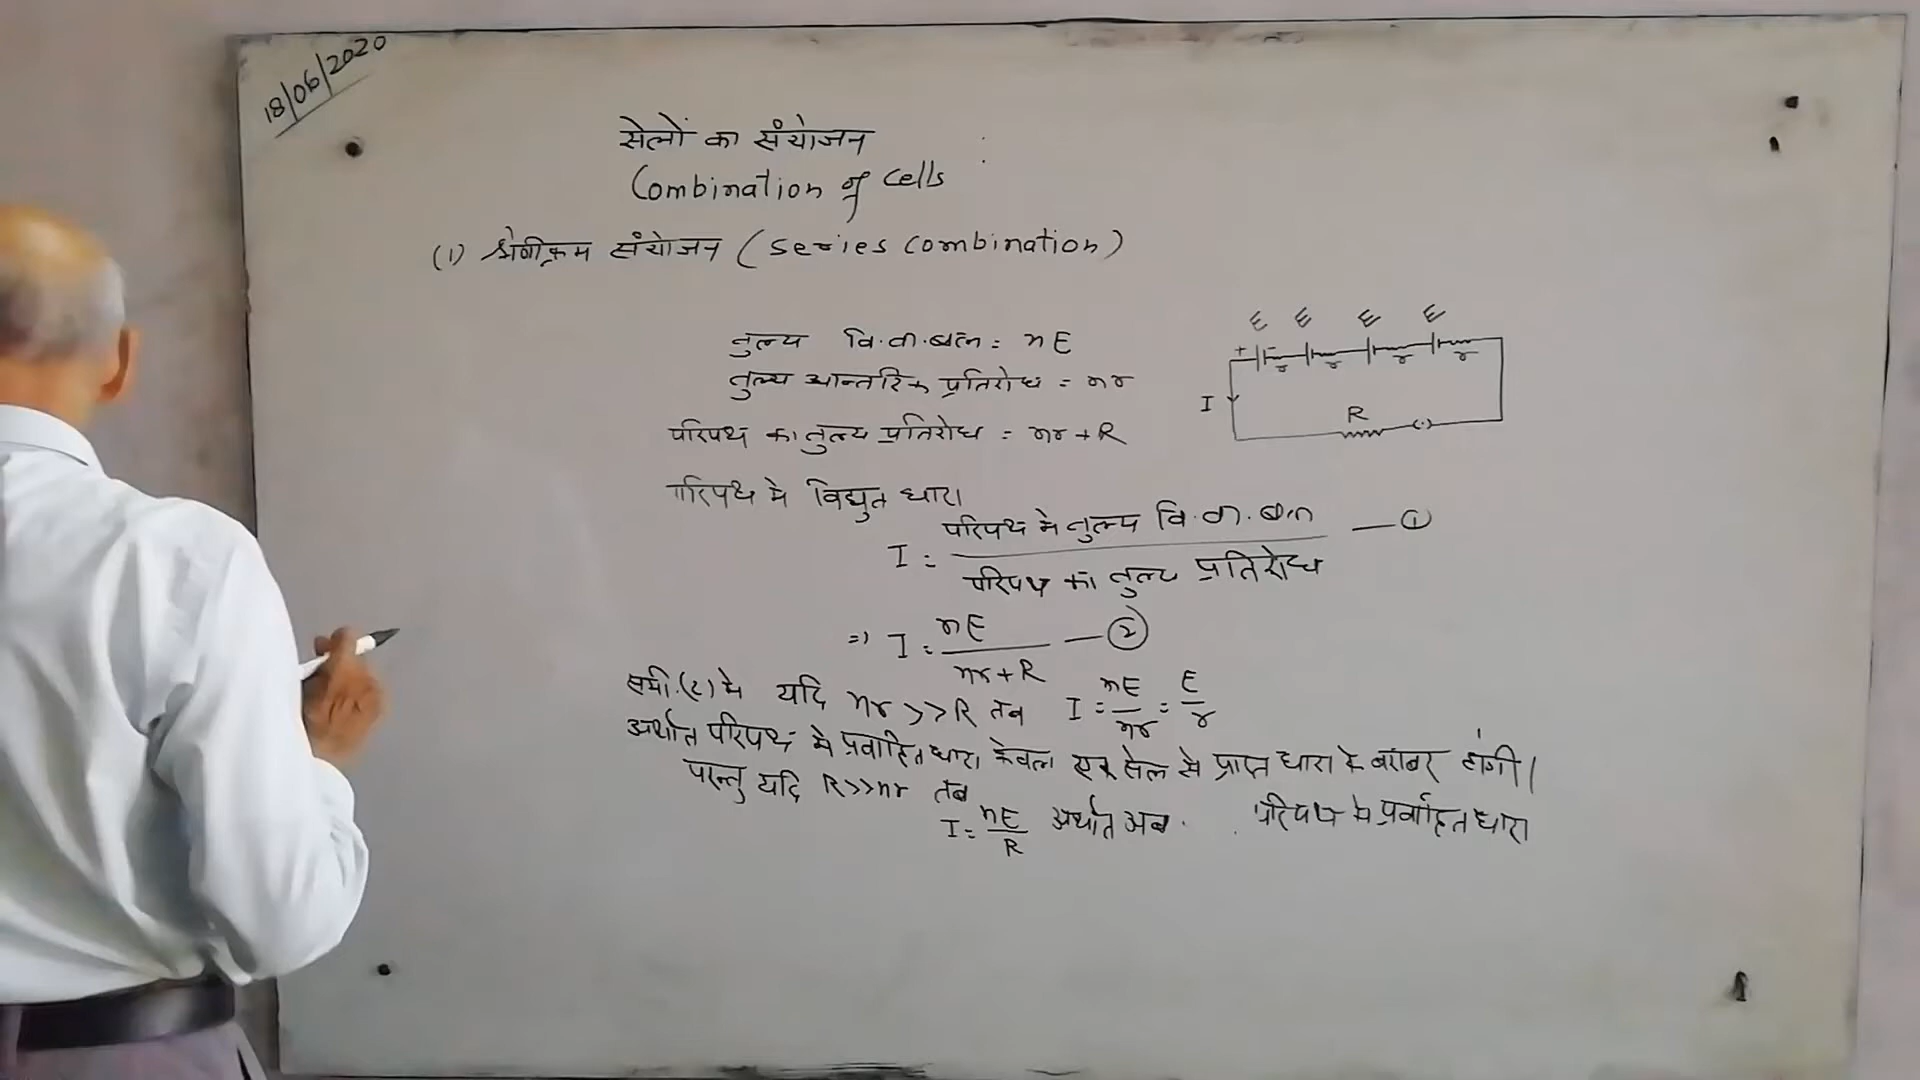 18/06/2020
सेलों का संयोजन
Combination of Cells
(1) श्रेणीक्रम संयोजन (Series Combination)
E E E E
+ -
r r r r
I
R
तुल्य वि.वा.बल = nE
तुल्य आन्तरिक प्रतिरोध = nr
परिपथ का तुल्य प्रतिरोध = nr + R
परिपथ में विद्युत धारा
I = परिपथ में तुल्य वि.वा.बल / परिपथ का तुल्य प्रतिरोध — ①
=> I = nE / nr + R — ②
समी.(2) में यदि nr >> R तब I = nE/nr = E/r
अर्थात परिपथ में प्रवाहित धारा केवल एक सेल से प्राप्त धारा के बराबर होगी।
परन्तु यदि R >> nr तब
I = nE/R अर्थात अब परिपथ में प्रवाहित धारा